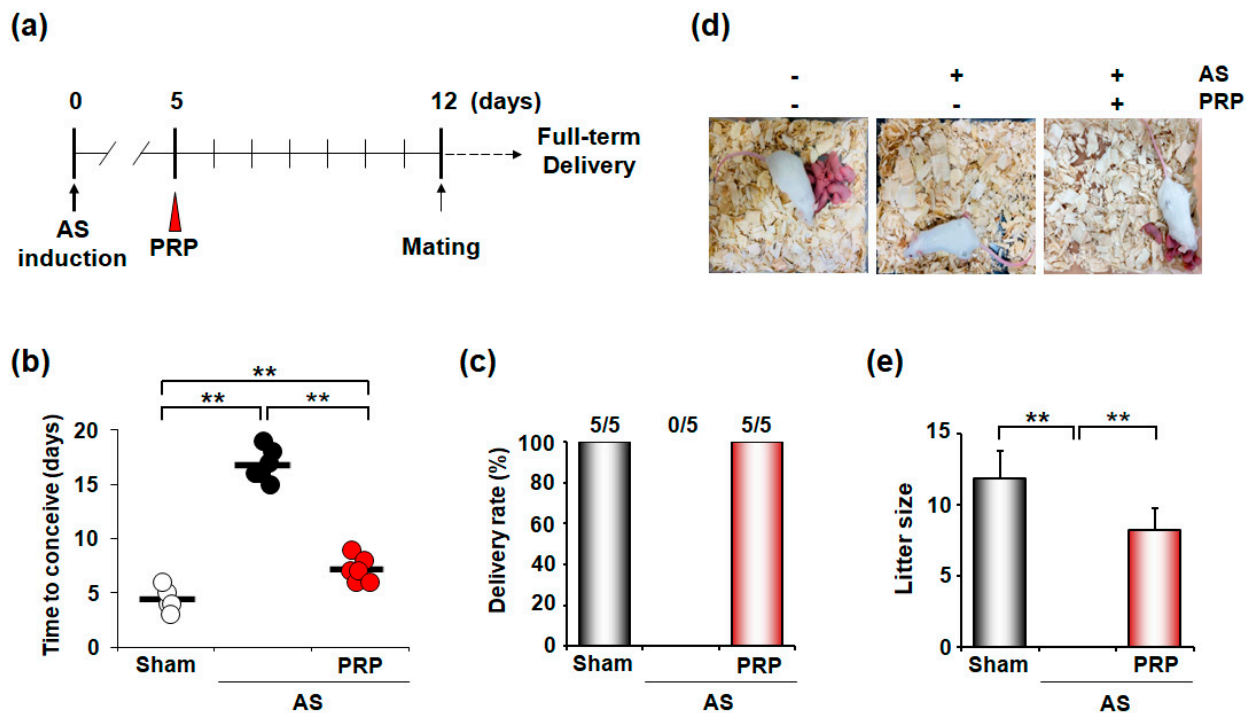 (a)
0 5 12 (days)
Full-term
Delivery
AS
induction
PRP
Mating
(d)
- + + AS
- - + PRP
(b)
**
** **
Time to conceive (days)
20
15
10
5
0
Sham PRP
AS
(c)
5/5 0/5 5/5
Delivery rate (%)
100
80
60
40
20
0
Sham PRP
AS
(e)
** **
Litter size
15
10
5
0
Sham PRP
AS